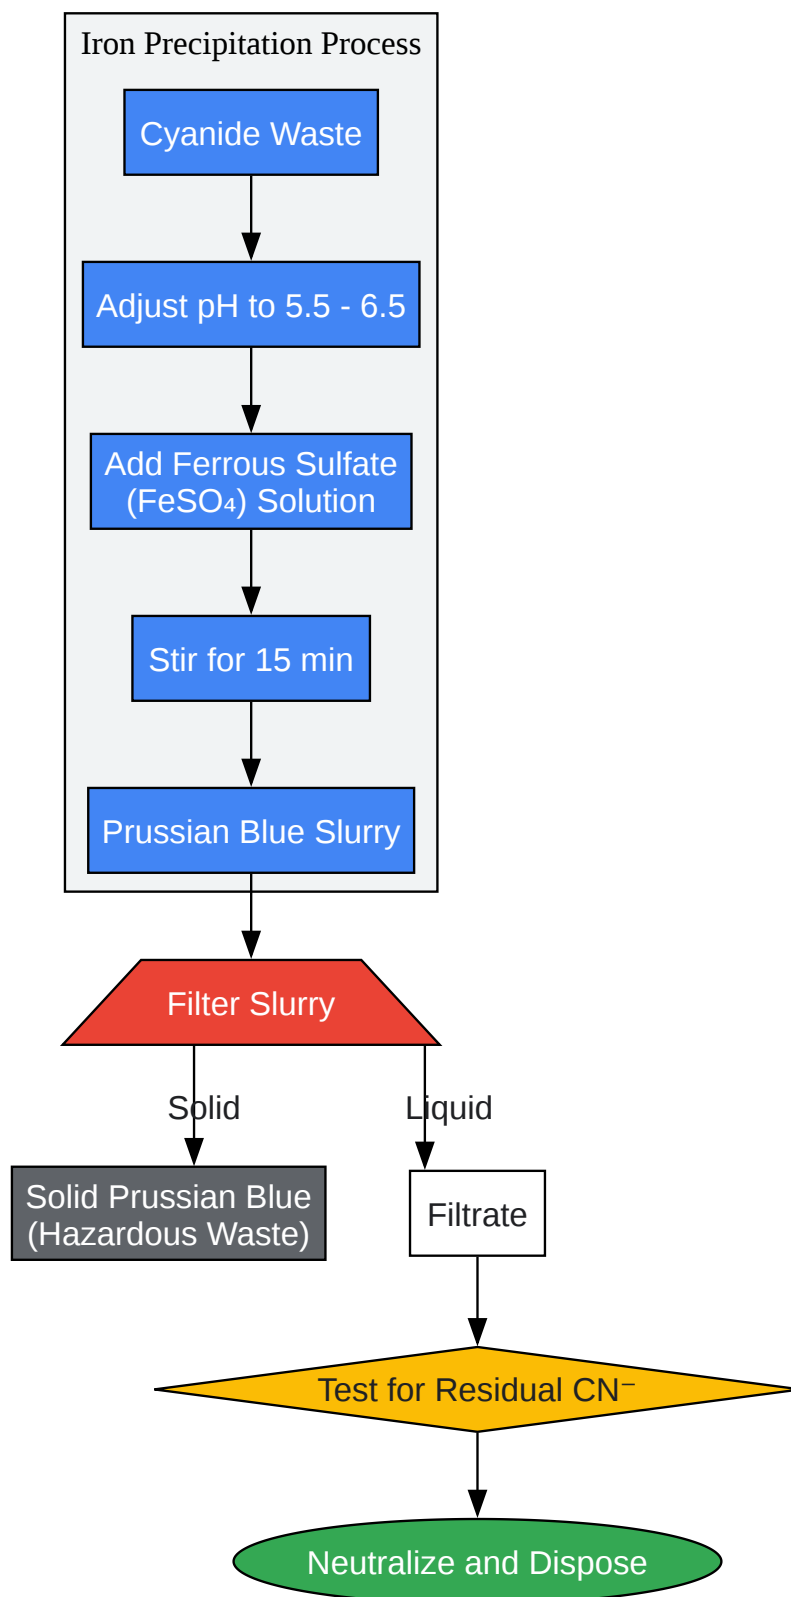 Iron Precipitation Process
Cyanide Waste
Adjust pH to 5.5 - 6.5
Add Ferrous Sulfate
(FeSO₄) Solution
Stir for 15 min
Prussian Blue Slurry
Filter Slurry
Solid
Liquid
Solid Prussian Blue
(Hazardous Waste)
Filtrate
Test for Residual CN⁻
Neutralize and Dispose